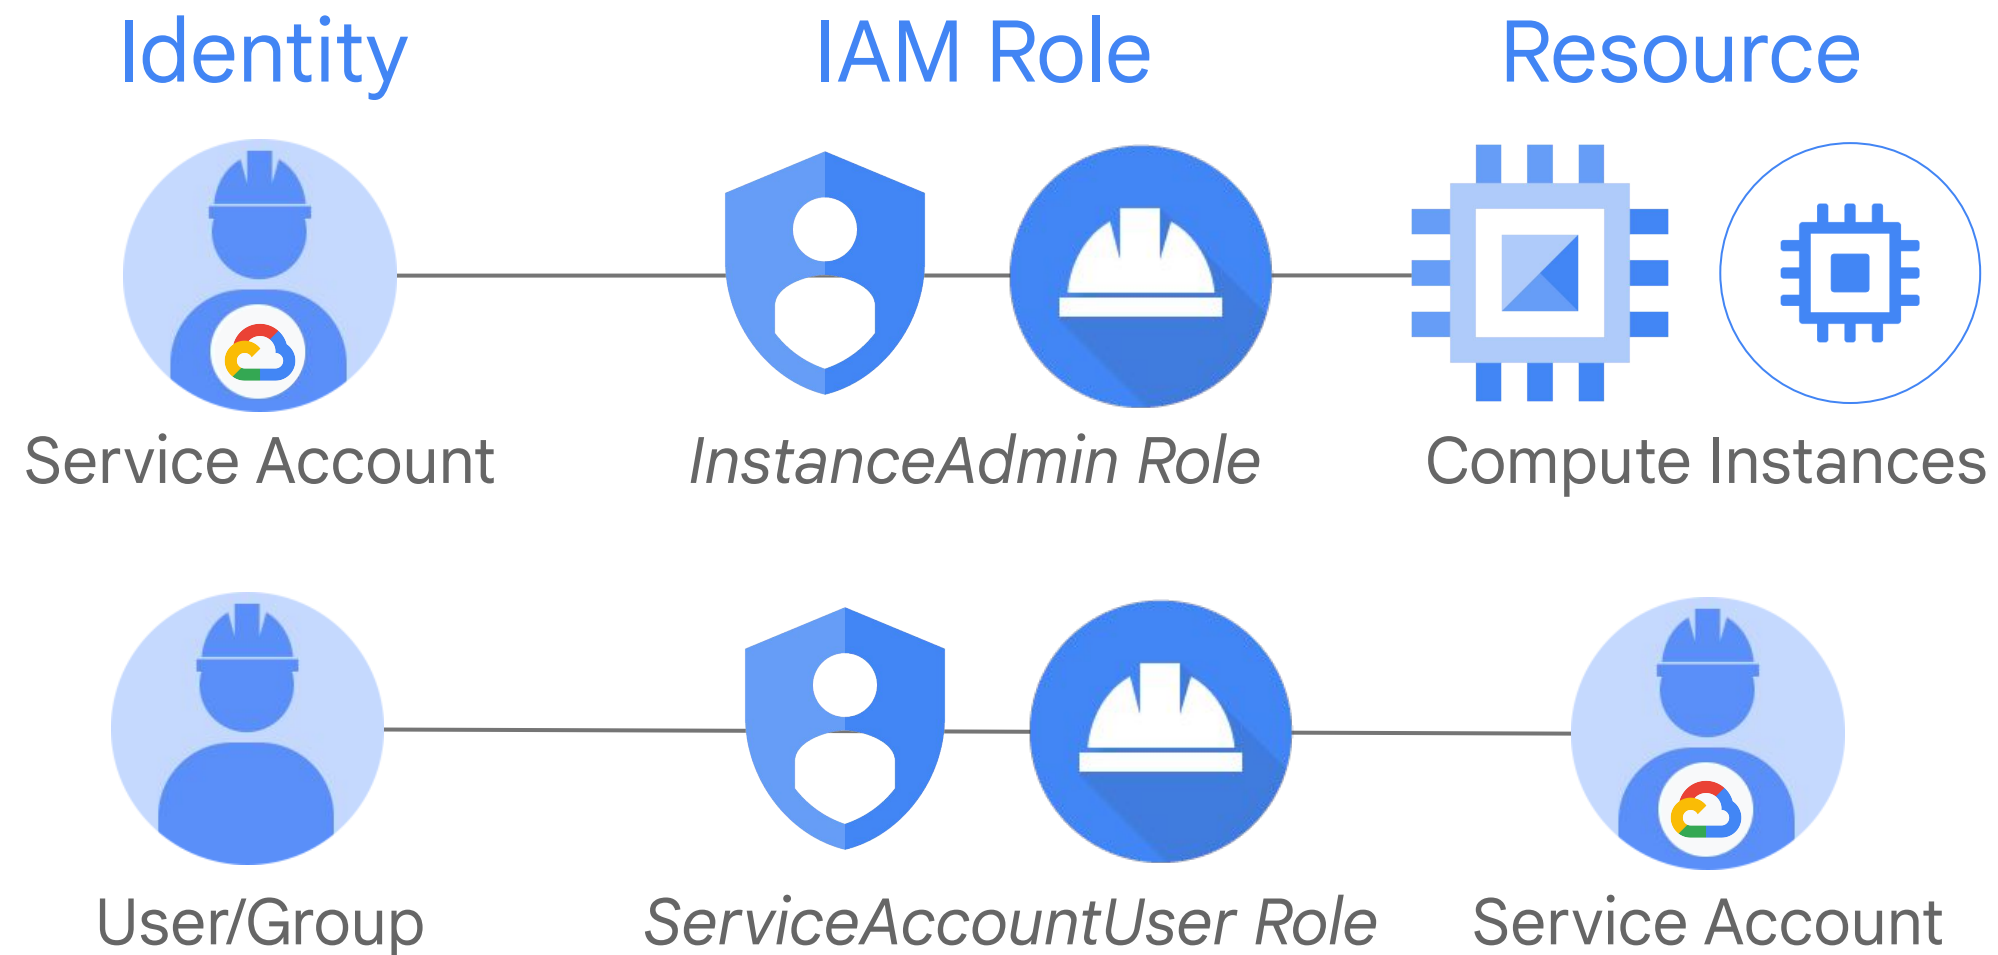 Identity
IAM Role
Resource
Service Account
InstanceAdmin Role
Compute Instances
User/Group
ServiceAccountUser Role
Service Account